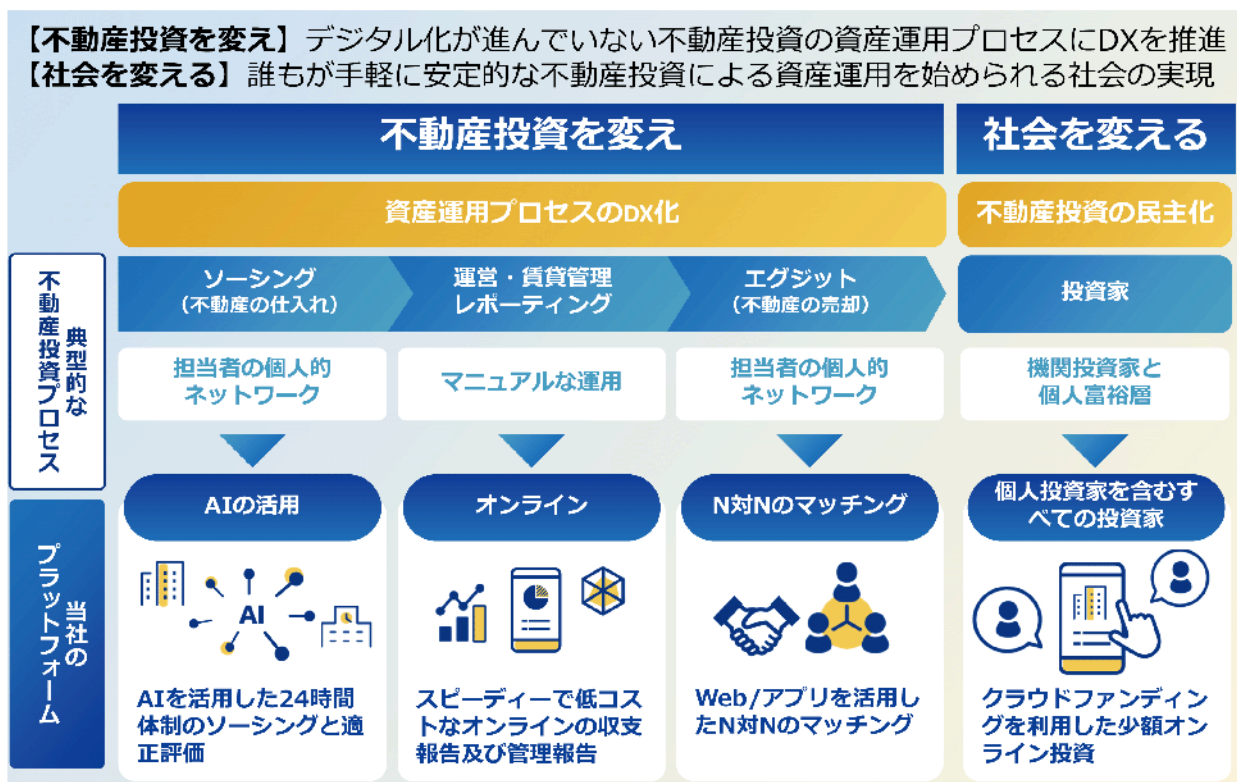 【不動産投資を変え】デジタル化が進んでいない不動産投資の資産運用プロセスにDXを推進
【社会を変える】誰もが手軽に安定的な不動産投資による資産運用を始められる社会の実現
不動産投資を変え
社会を変える
資産運用プロセスのDX化
不動産投資の民主化
典型的な
不動産投資プロセス
ソーシング
(不動産の仕入れ)
運営・賃貸管理
レポーティング
エグジット
(不動産の売却)
投資家
担当者の個人的
ネットワーク
マニュアルな運用
担当者の個人的
ネットワーク
機関投資家と
個人富裕層
当社の
プラットフォーム
AIの活用
オンライン
N対Nのマッチング
個人投資家を含むす
べての投資家
AI
AIを活用した24時間
体制のソーシングと適
正評価
スピーディーで低コス
トなオンラインの収支
報告及び管理報告
Web/アプリを活用し
たN対Nのマッチング
クラウドファンディン
グを利用した少額オン
ライン投資